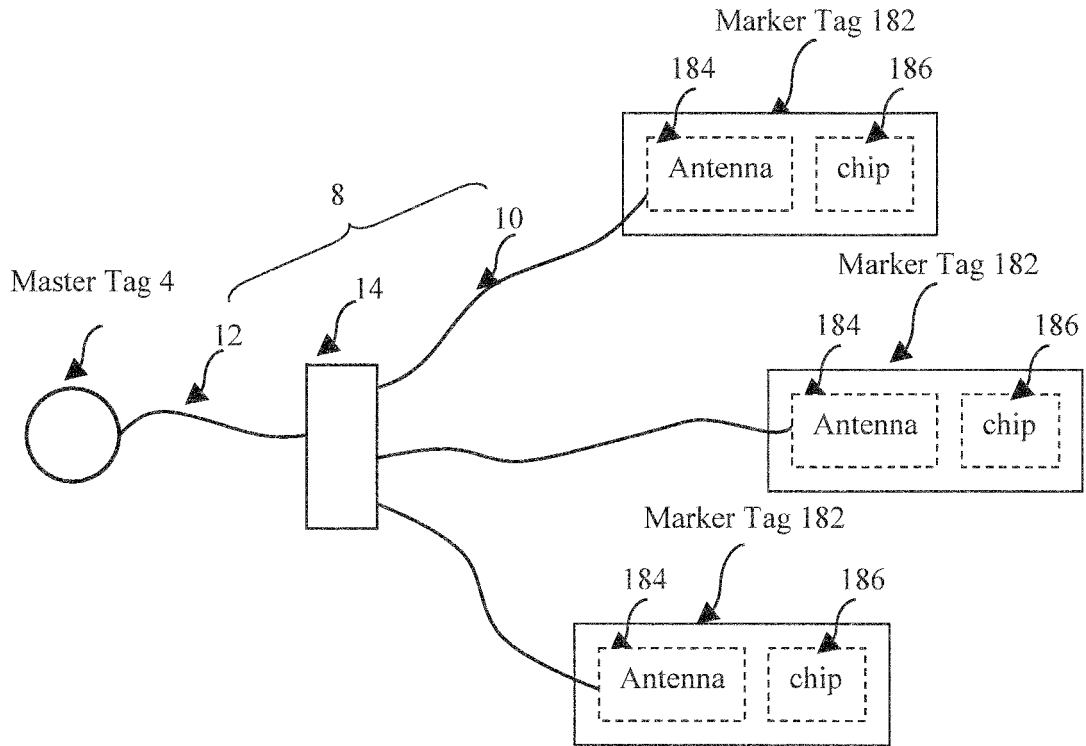 Marker Tag 182
184 186
Antenna chip
8
10
Marker Tag 182
Master Tag 4
14
12
184 186
Antenna chip
Marker Tag 182
184 186
Antenna chip